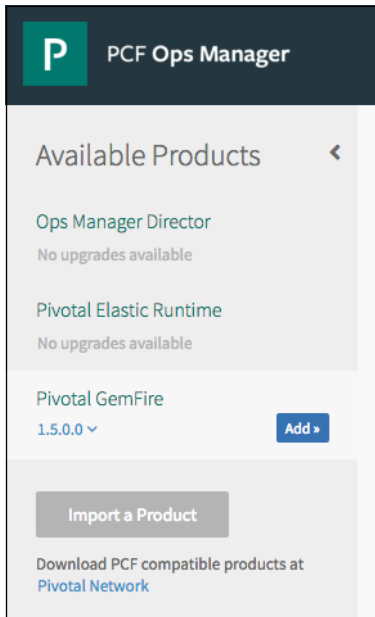 P PCF Ops Manager
Available Products
Ops Manager Director
No upgrades available
Pivotal Elastic Runtime
No upgrades available
Pivotal GemFire
1.5.0.0
Add »
Import a Product
Download PCF compatible products at
Pivotal Network